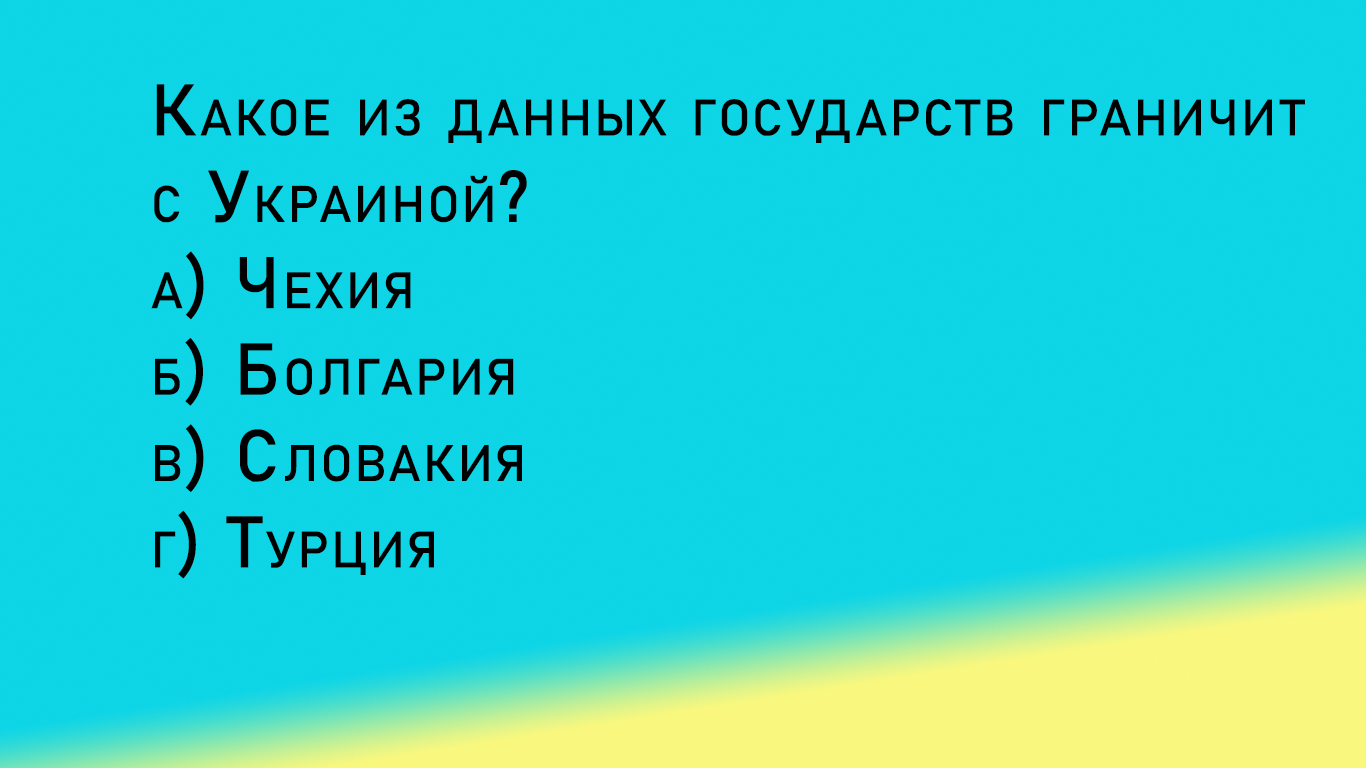 Какое из данных государств граничит
с Украиной?
а) Чехия
б) Болгария
в) Словакия
г) Турция